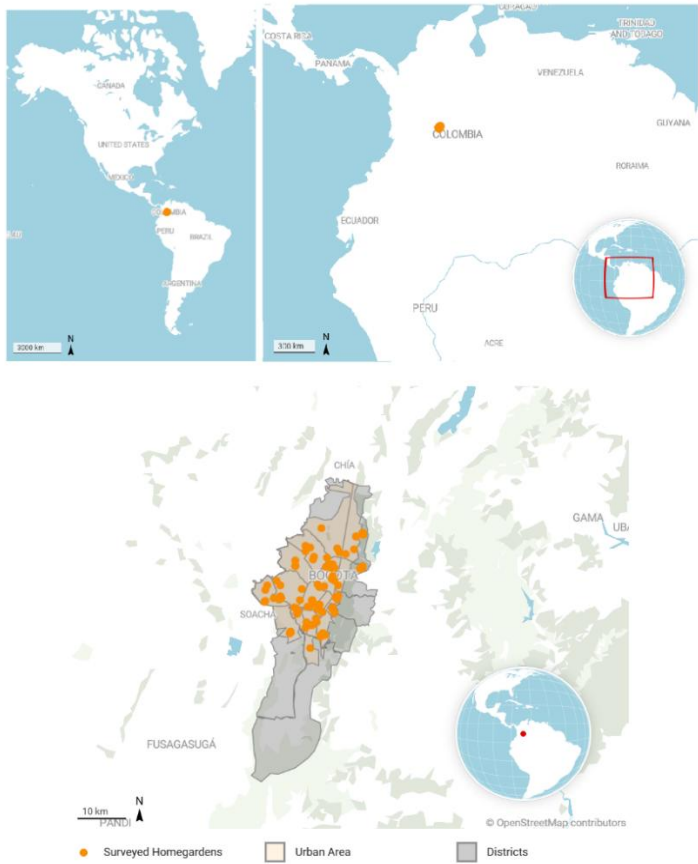 CANADA
UNITED STATES
MEXICO
COLOMBIA
PERU
BRAZIL
ARGENTINA
3000 km
N
COSTA RICA
PANAMA
TRINIDAD
AND TOBAGO
VENEZUELA
GUYANA
COLOMBIA
RORAIMA
ECUADOR
PERU
ACRE
300 km
N
CHÍA
GAMA
UBA
BOGOTA
SOACHA
FUSAGASUGÁ
10 km
N
PANDI
© OpenStreetMap contributors
Surveyed Homegardens
Urban Area
Districts